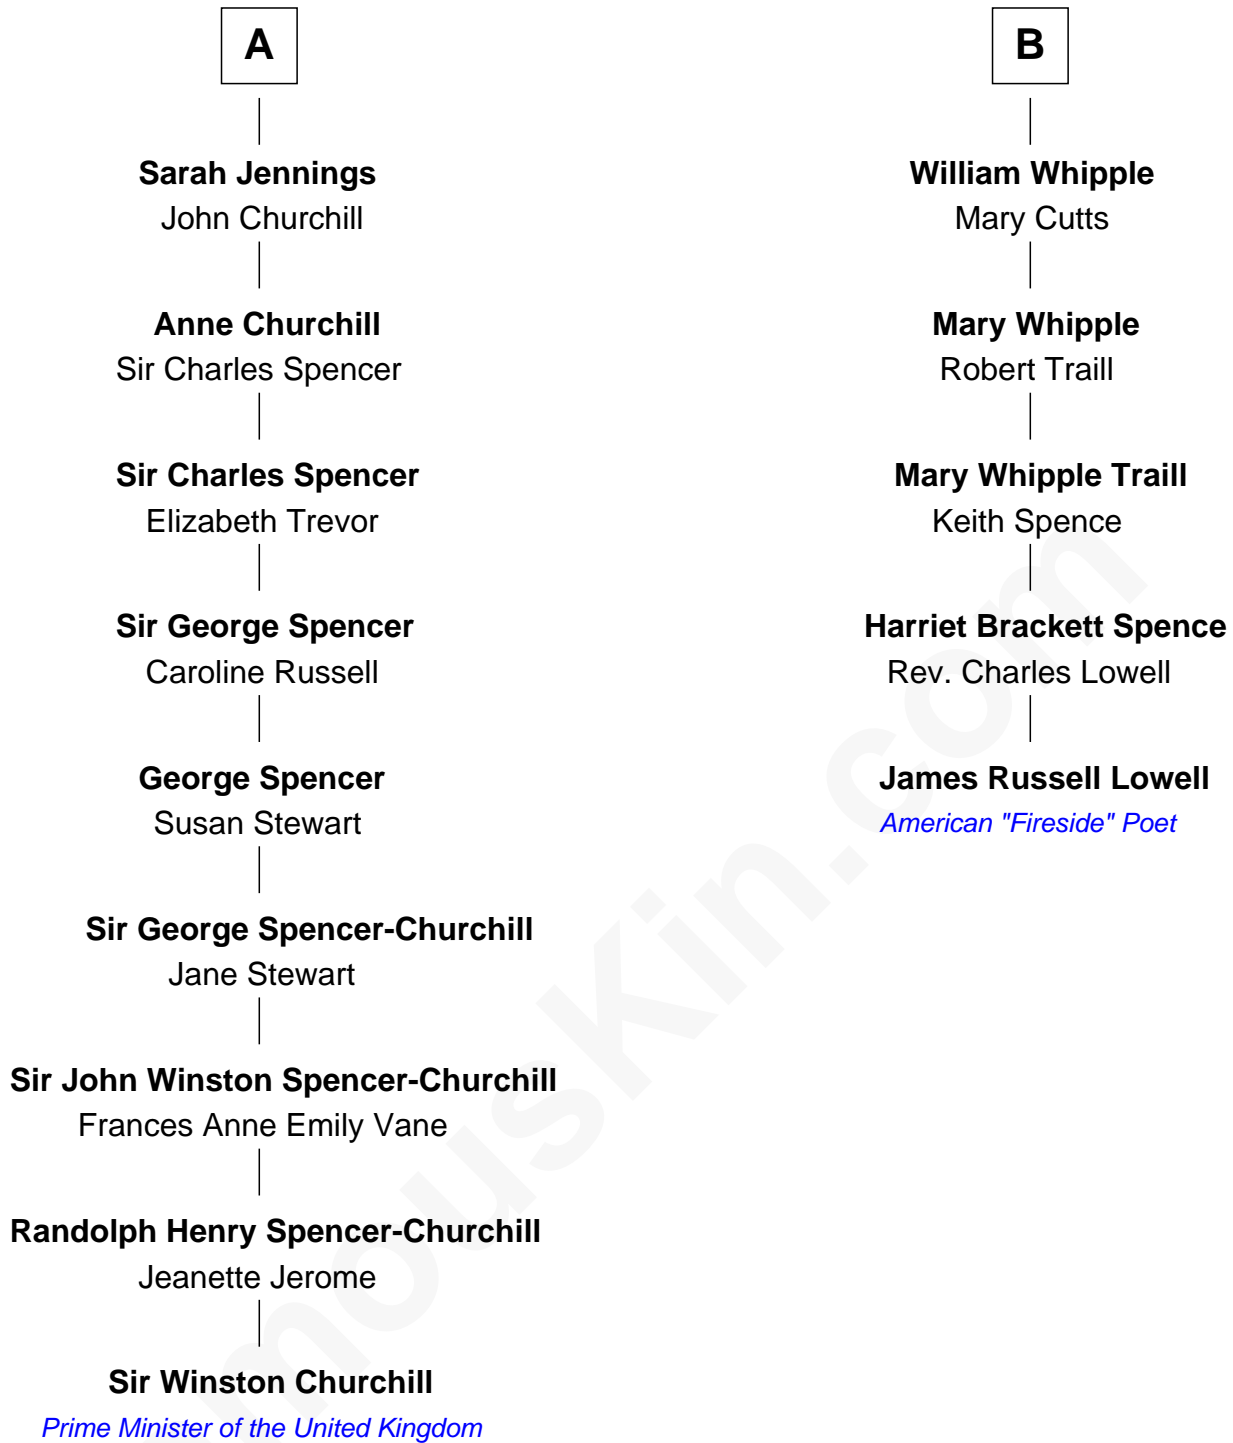 A
Sarah Jennings
John Churchill
Anne Churchill
Sir Charles Spencer
Sir Charles Spencer
Elizabeth Trevor
Sir George Spencer
Caroline Russell
George Spencer
Susan Stewart
Sir George Spencer-Churchill
Jane Stewart
Sir John Winston Spencer-Churchill
Frances Anne Emily Vane
Randolph Henry Spencer-Churchill
Jeanette Jerome
Sir Winston Churchill
Prime Minister of the United Kingdom
B
William Whipple
Mary Cutts
Mary Whipple
Robert Traill
Mary Whipple Traill
Keith Spence
Harriet Brackett Spence
Rev. Charles Lowell
James Russell Lowell
American "Fireside" Poet
mousKin.com